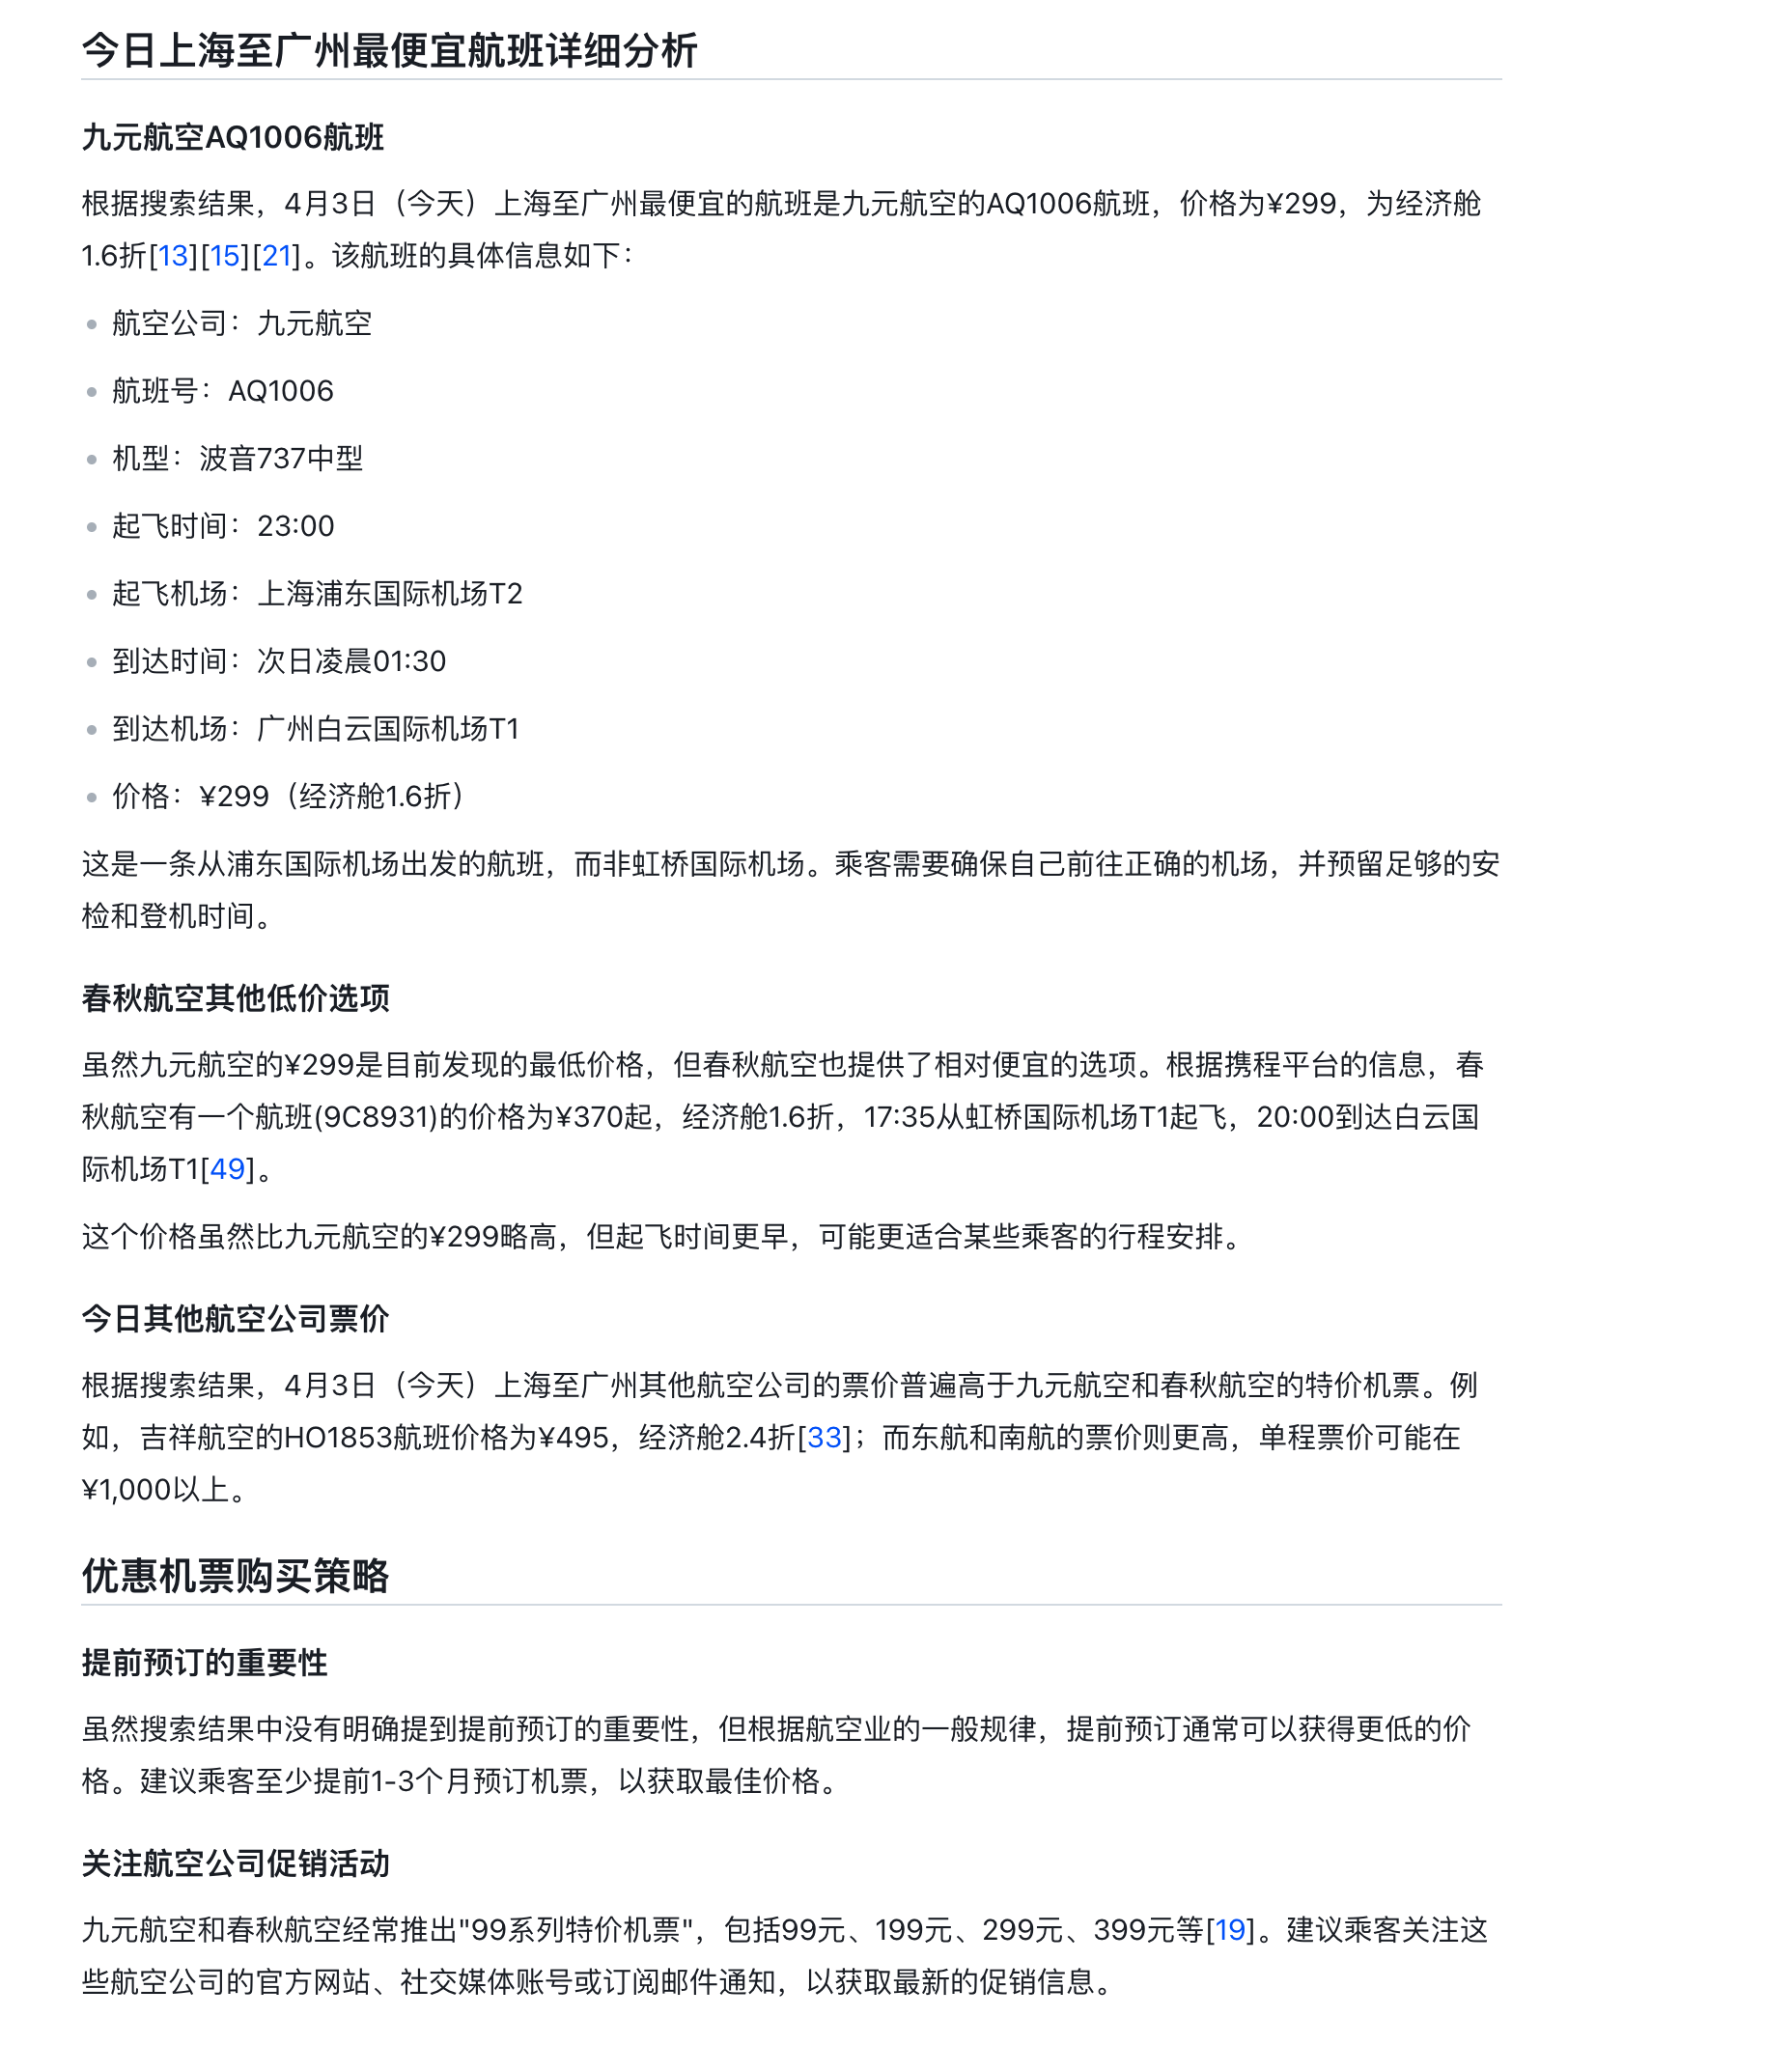 今日上海至广州最便宜航班详细分析
九元航空AQ1006航班
根据搜索结果，4月3日（今天）上海至广州最便宜的航班是九元航空的AQ1006航班，价格为¥299，为经济舱
1.6折[13][15][21]。该航班的具体信息如下：
• 航空公司：九元航空
• 航班号：AQ1006
• 机型：波音737中型
• 起飞时间：23:00
• 起飞机场：上海浦东国际机场T2
• 到达时间：次日凌晨01:30
• 到达机场：广州白云国际机场T1
• 价格：¥299（经济舱1.6折）
这是一条从浦东国际机场出发的航班，而非虹桥国际机场。乘客需要确保自己前往正确的机场，并预留足够的安
检和登机时间。
春秋航空其他低价选项
虽然九元航空的¥299是目前发现的最低价格，但春秋航空也提供了相对便宜的选项。根据携程平台的信息，春
秋航空有一个航班(9C8931)的价格为¥370起，经济舱1.6折，17:35从虹桥国际机场T1起飞，20:00到达白云国
际机场T1[49]。
这个价格虽然比九元航空的¥299略高，但起飞时间更早，可能更适合某些乘客的行程安排。
今日其他航空公司票价
根据搜索结果，4月3日（今天）上海至广州其他航空公司的票价普遍高于九元航空和春秋航空的特价机票。例
如，吉祥航空的HO1853航班价格为¥495，经济舱2.4折[33]；而东航和南航的票价则更高，单程票价可能在
¥1,000以上。
优惠机票购买策略
提前预订的重要性
虽然搜索结果中没有明确提到提前预订的重要性，但根据航空业的一般规律，提前预订通常可以获得更低的价
格。建议乘客至少提前1-3个月预订机票，以获取最佳价格。
关注航空公司促销活动
九元航空和春秋航空经常推出"99系列特价机票"，包括99元、199元、299元、399元等[19]。建议乘客关注这
些航空公司的官方网站、社交媒体账号或订阅邮件通知，以获取最新的促销信息。